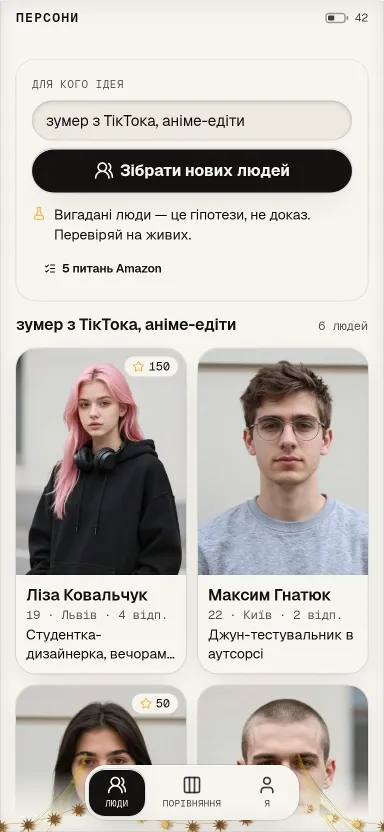 ПЕРСОНИ
42
ДЛЯ КОГО ІДЕЯ
зумер з ТікТока, аніме-едіти
Зібрати нових людей
Вигадані люди — це гіпотези, не доказ.
Перевіряй на живих.
5 питань Amazon
зумер з ТікТока, аніме-едіти
6 людей
150
Ліза Ковальчук
19 · Львів · 4 відп.
Студентка-
дизайнерка, вечорам…
Максим Гнатюк
22 · Київ · 2 відп.
Джун-тестувальник в
аутсорсі
50
ЛЮДИ
ПОРІВНЯННЯ
Я